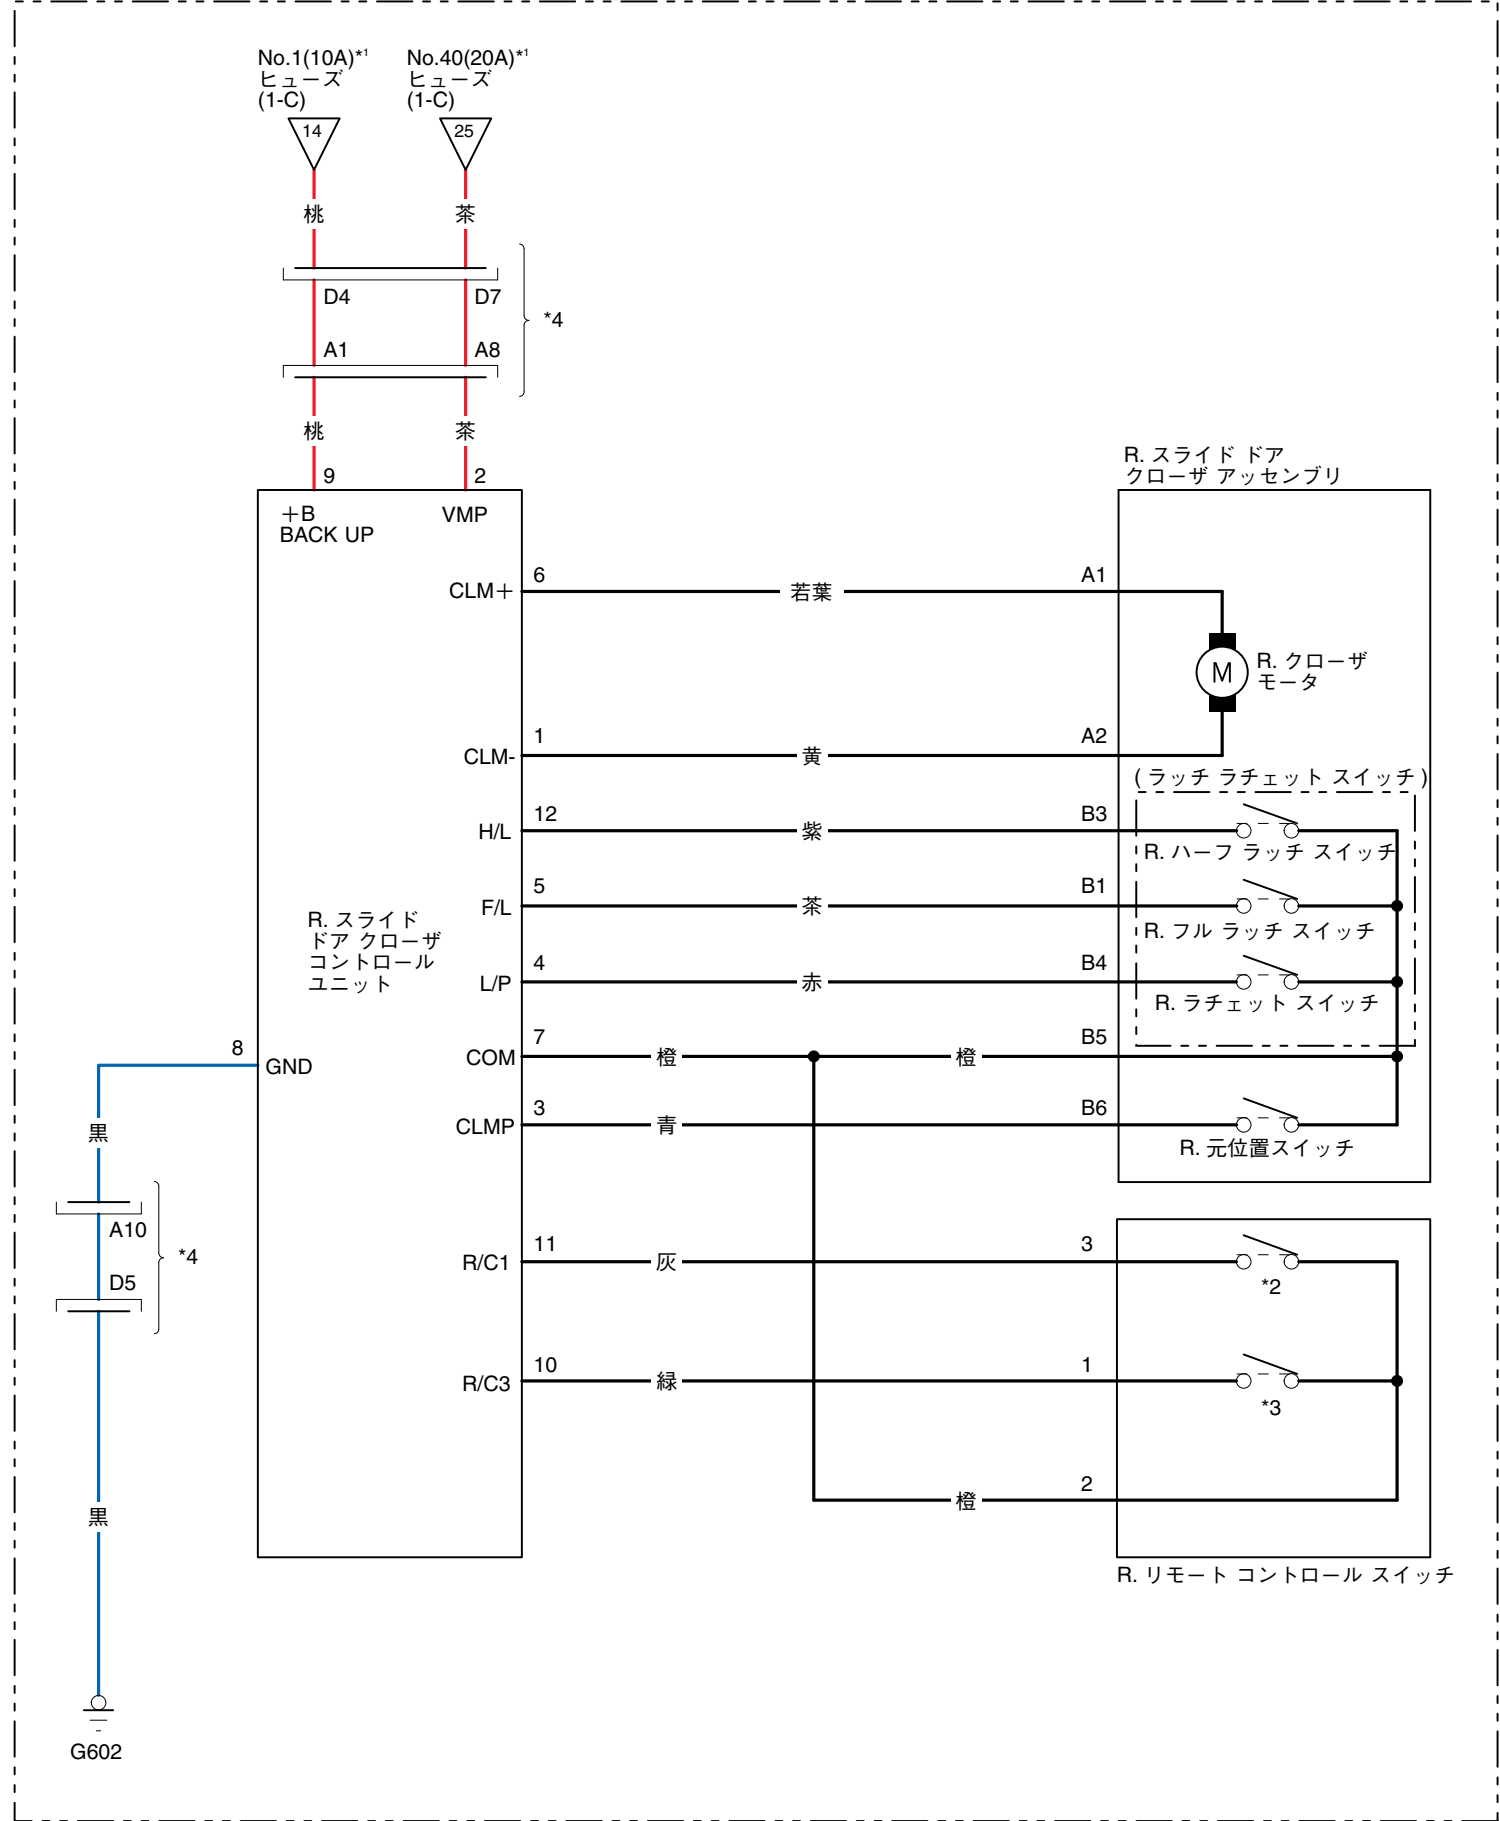 No.1(10A)*1
ヒューズ
(1-C)
No.40(20A)*1
ヒューズ
(1-C)
14
25
桃
茶
D4
D7
*4
A1
A8
桃
茶
9
2
+B
BACK UP
VMP
R. スライド ドア
クローザ アッセンブリ
CLM+
6
若葉
A1
M
R. クローザ
モータ
CLM-
1
黄
A2
(ラッチ ラチェット スイッチ)
H/L
12
紫
B3
R. ハーフ ラッチ スイッチ
F/L
5
茶
B1
R. フル ラッチ スイッチ
R. スライド
ドア クローザ
コントロール
ユニット
L/P
4
赤
B4
R. ラチェット スイッチ
COM
7
橙
橙
B5
8
GND
CLMP
3
青
B6
R. 元位置スイッチ
黒
A10
*4
D5
R/C1
11
灰
3
*2
R/C3
10
緑
1
*3
橙
2
黒
R. リモート コントロール スイッチ
G602